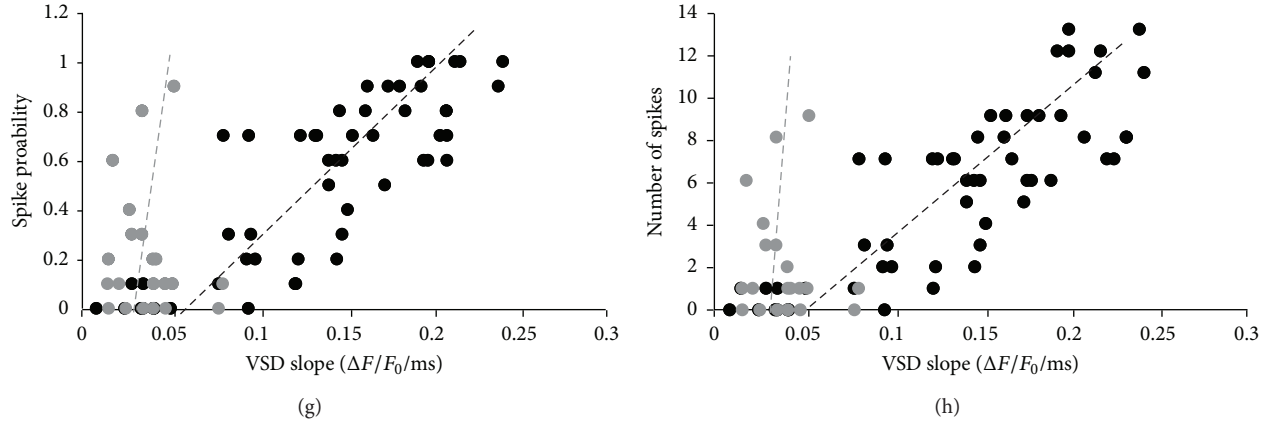 1.2
1
0.8
0.6
0.4
0.2
0
Spike proability
0 0.05 0.1 0.15 0.2 0.25 0.3
VSD slope (ΔF/F0/ms)
(g)
14
12
10
8
6
4
2
0
Number of spikes
0 0.05 0.1 0.15 0.2 0.25 0.3
VSD slope (ΔF/F0/ms)
(h)